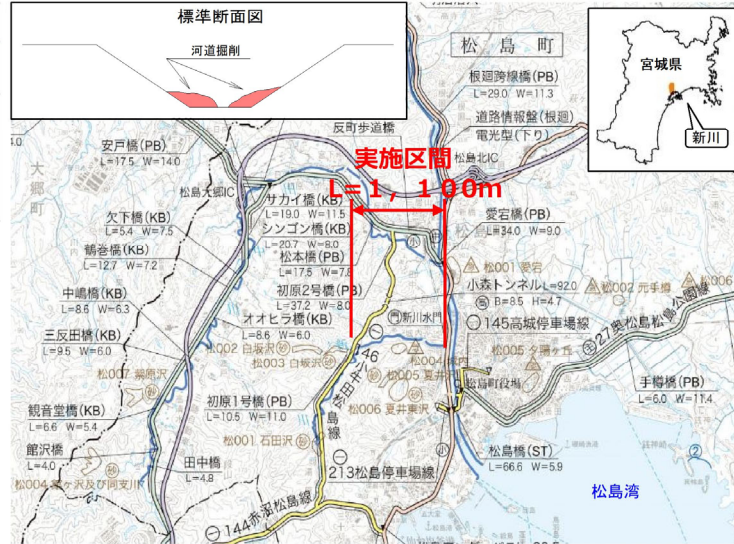 標準断面図
河道掘削
宮城県
新川
松島町
根廻跨線橋(PB)
L=29.0 W=11.3
道路情報盤(根廻)
電光型(下り)
松島北IC
反町歩道橋
安戸橋(PB)
L=17.5 W=14.0
大郷町
松島大郷IC
実施区間
L=1,100m
サカイ橋(KB)
L=19.0 W=11.5
シンゴン橋(KB)
L=20.7 W=8.0
松本橋(PB)
L=17.5 W=7.8
初原2号橋(PB)
L=37.2 W=8.0
オオヒラ橋(KB)
L=8.6 W=6.0
欠下橋(KB)
L=5.4 W=7.5
鶴巻橋(KB)
L=12.7 W=7.2
中嶋橋(KB)
L=8.6 W=6.3
三反田橋(KB)
L=9.5 W=6.0
愛宕橋(PB)
L=34.0 W=9.0
松001 愛宕
小森トンネル L=92.0
B=8.5 H=4.7
松002 元手樽
松006
新川水門
145高城停車場線
27奥松島松島公園線
松002 白坂沢
松003 白坂沢
46小牛田松島線
松005 夕陽ヶ丘
松005 夏井
松006 夏井東沢
松島町役場
手樽橋(PB)
L=6.0 W=11.4
観音堂橋(KB)
L=6.6 W=5.4
初原1号橋(PB)
L=10.5 W=11.0
松001 石田沢
館沢橋
L=4.0
田中橋
L=4.8
213松島停車場線
松島橋(ST)
L=66.6 W=5.9
144赤沼松島線
松島湾